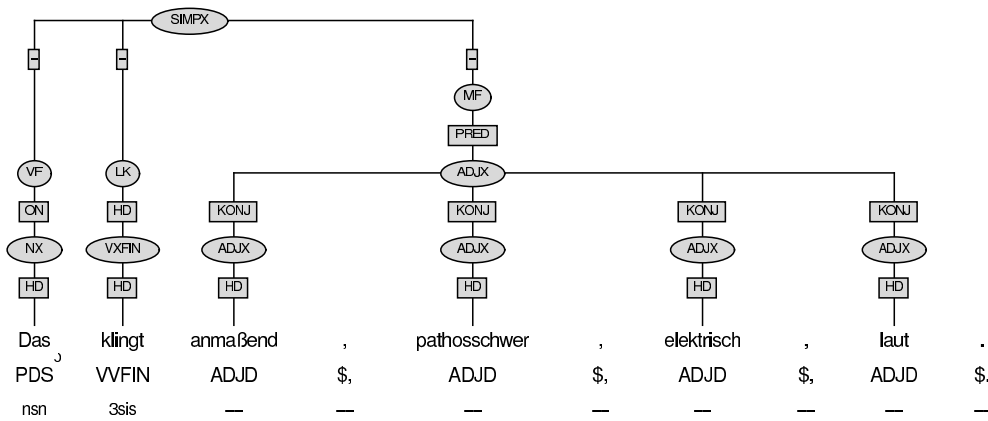 SIMPX
– – –
MF
PRED
VF LK ADJX
ON HD KONJ KONJ KONJ KONJ
NX VXFIN ADJX ADJX ADJX ADJX
HD HD HD HD HD HD
Das klingt anmaßend , pathosschwer , elektrisch , laut .
PDS VVFIN ADJD $, ADJD $, ADJD $, ADJD $.
nsn 3sis –– –– –– –– –– –– –– ––